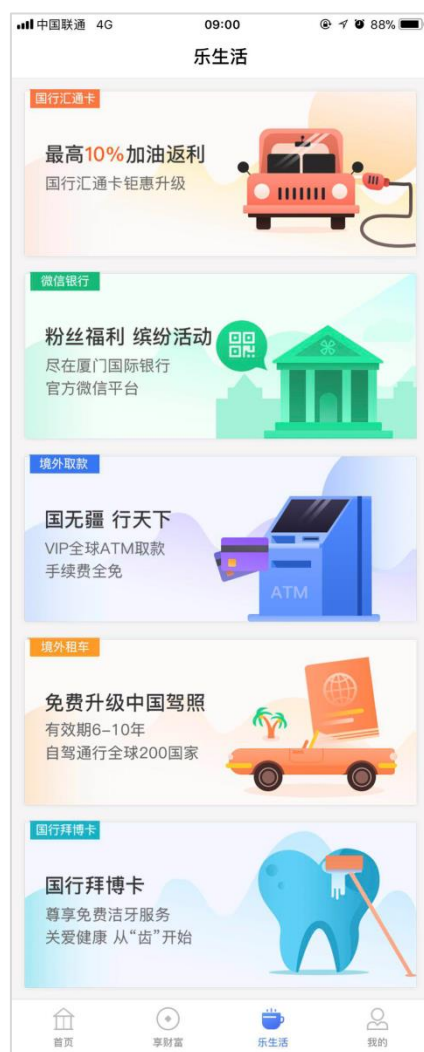 中国联通 4G 09:00 88%
乐生活
国行汇通卡
最高10%加油返利
国行汇通卡钜惠升级
微信银行
粉丝福利 缤纷活动
尽在厦门国际银行
官方微信平台
境外取款
国无疆 行天下
VIP全球ATM取款
手续费全免
ATM
境外租车
免费升级中国驾照
有效期6-10年
自驾通行全球200国家
国行拜博卡
国行拜博卡
尊享免费洁牙服务
关爱健康 从“齿”开始
首页 享财富 乐生活 我的